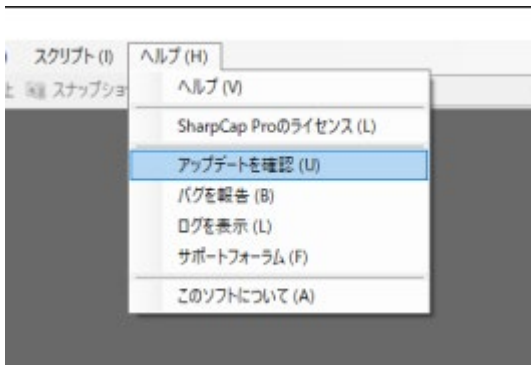 スクリプト (I) ヘルプ (H)
スナップショ
ヘルプ (V)
SharpCap Proのライセンス (L)
アップデートを確認 (U)
バグを報告 (B)
ログを表示 (L)
サポートフォーラム (F)
このソフトについて (A)